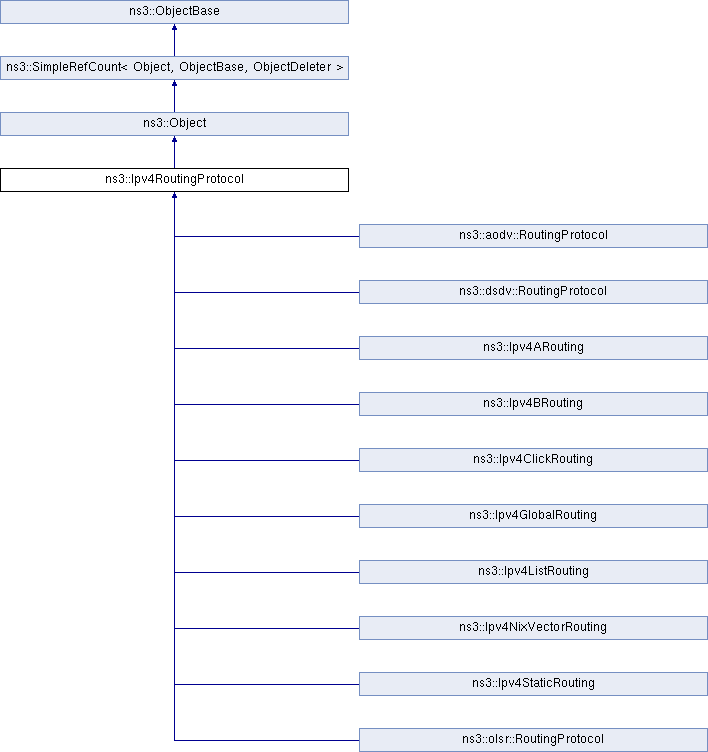 ns3::ObjectBase
ns3::SimpleRefCount< Object, ObjectBase, ObjectDeleter >
ns3::Object
ns3::Ipv4RoutingProtocol
ns3::aodv::RoutingProtocol
ns3::dsdv::RoutingProtocol
ns3::Ipv4ARouting
ns3::Ipv4BRouting
ns3::Ipv4ClickRouting
ns3::Ipv4GlobalRouting
ns3::Ipv4ListRouting
ns3::Ipv4NixVectorRouting
ns3::Ipv4StaticRouting
ns3::olsr::RoutingProtocol